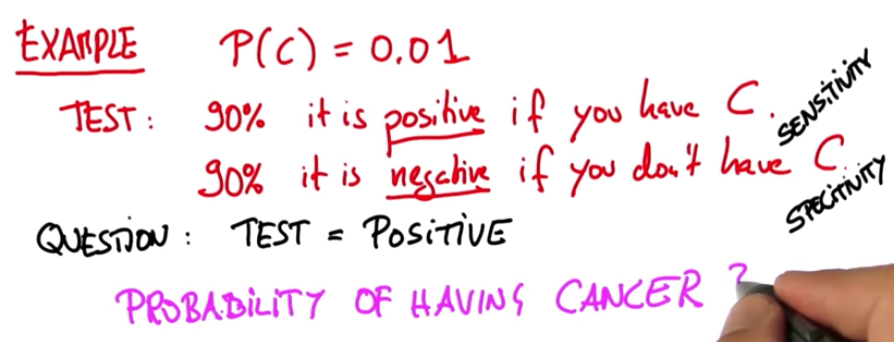 EXAMPLE P(C) = 0.01
TEST: 90% it is positive if you have C. SENSITIVITY
90% it is negative if you don't have C. SPECITIVITY
QUESTION: TEST = POSITIVE
PROBABILITY OF HAVING CANCER ?